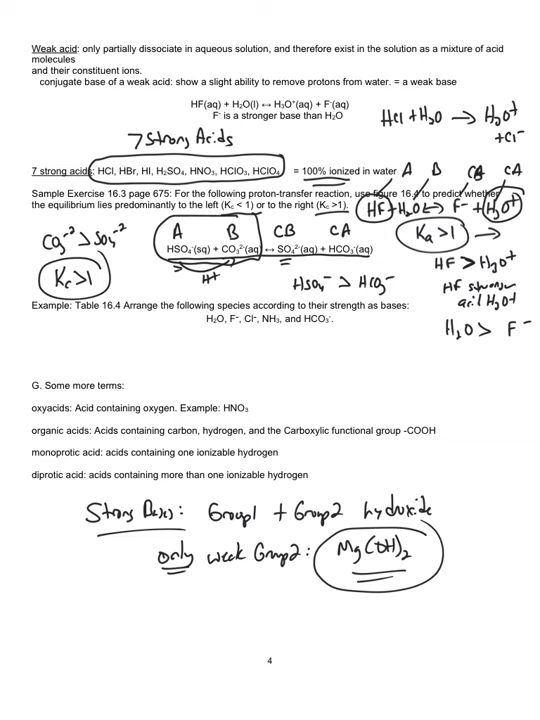 Weak acid: only partially dissociate in aqueous solution, and therefore exist in the solution as a mixture of acid
molecules
and their constituent ions.
conjugate base of a weak acid: show a slight ability to remove protons from water. = a weak base
HF(aq) + H2O(l) ↔ H3O⁺(aq) + F⁻(aq)
F⁻ is a stronger base than H2O
HCl + H2O → H3O⁺
+Cl⁻
7 Strong Acids
7 strong acids: HCl, HBr, HI, H2SO4, HNO3, HClO3, HClO4 = 100% ionized in water
A B CB CA
Sample Exercise 16.3 page 675: For the following proton-transfer reaction, use figure 16.4 to predict whether
the equilibrium lies predominantly to the left (Kc < 1) or to the right (Kc >1).
HF + H2O ↔ F⁻ + H3O⁺
CO3⁻² > SO4⁻²
Kc>1
A B CB CA
HSO4⁻(sq) + CO3²⁻(aq) ↔ SO4²⁻(aq) + HCO3⁻(aq)
H⁺
HSO4⁻ > HCO3⁻
Ka>1 →
HF > H3O⁺
HF stronger
acid H3O⁺
H2O > F⁻
Example: Table 16.4 Arrange the following species according to their strength as bases:
H2O, F⁻, Cl⁻, NH3, and HCO3⁻.
G. Some more terms:
oxyacids: Acid containing oxygen. Example: HNO3
organic acids: Acids containing carbon, hydrogen, and the Carboxylic functional group -COOH
monoprotic acid: acids containing one ionizable hydrogen
diprotic acid: acids containing more than one ionizable hydrogen
Strong Bases: Group1 + Group2 hydroxide
only weak Group2: Mg(OH)2
4